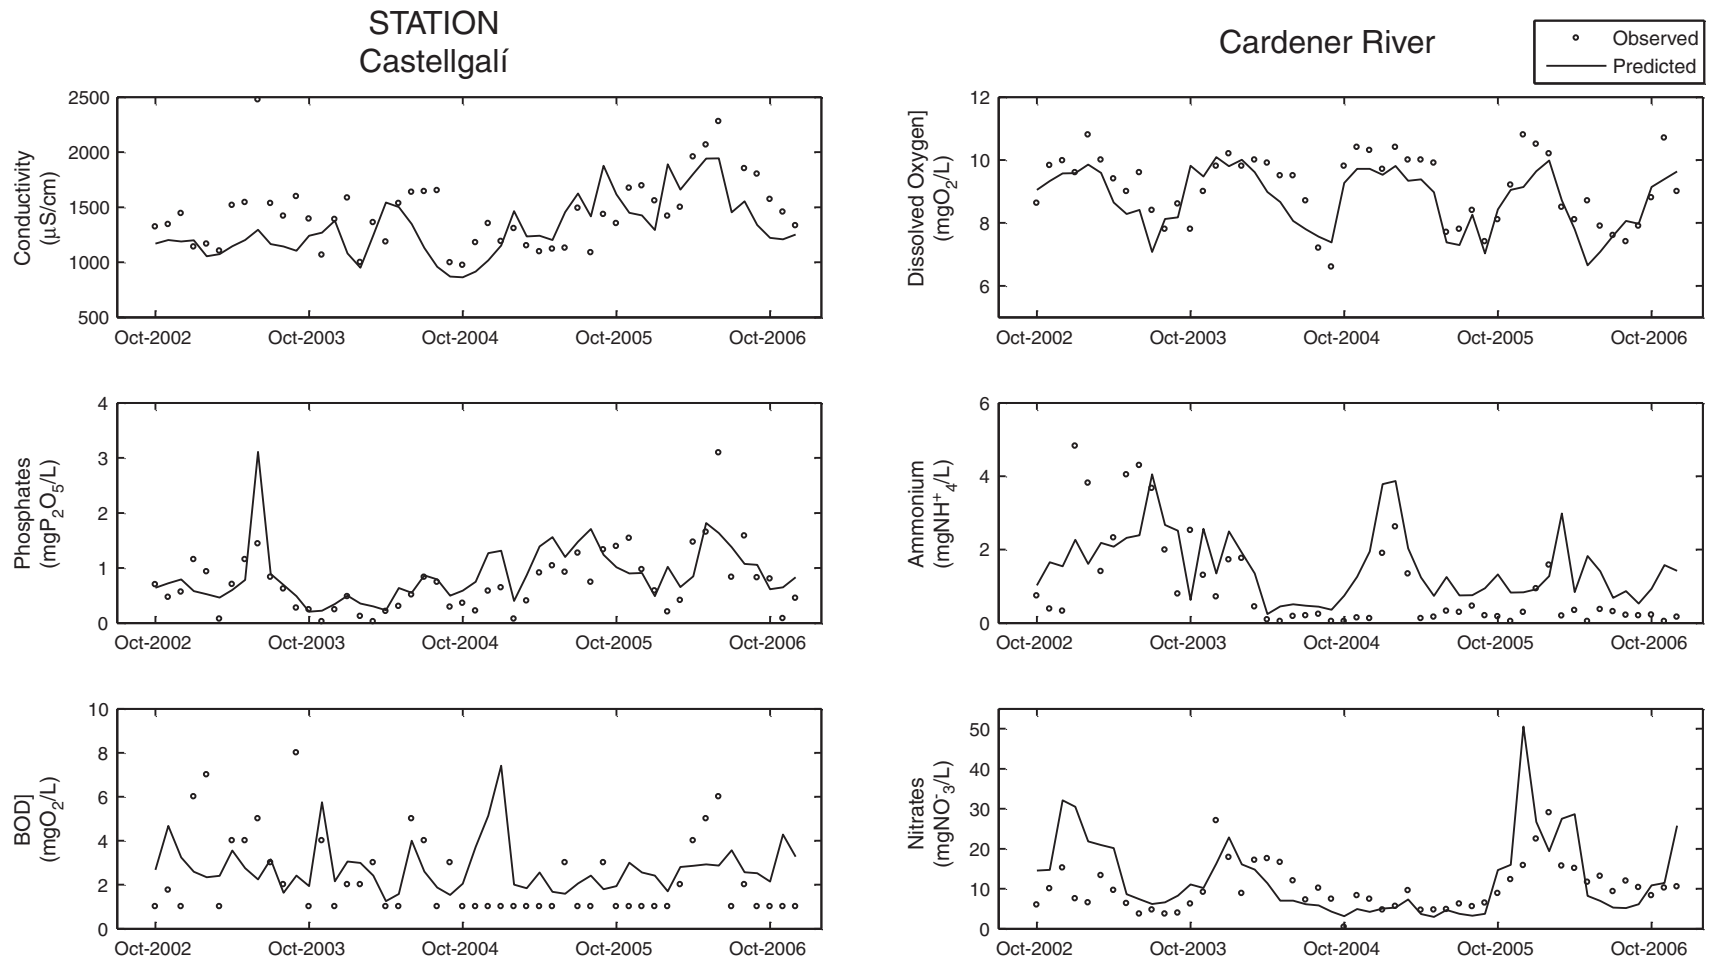 STATION
Castellgalí
Cardener River
Observed
Predicted
Conductivity
(μS/cm)
2500
2000
1500
1000
500
Oct-2002 Oct-2003 Oct-2004 Oct-2005 Oct-2006
Dissolved Oxygen]
(mgO2/L)
12
10
8
6
Oct-2002 Oct-2003 Oct-2004 Oct-2005 Oct-2006
Phosphates
(mgP2O5/L)
4
3
2
1
0
Oct-2002 Oct-2003 Oct-2004 Oct-2005 Oct-2006
Ammonium
(mgNH+4/L)
6
4
2
0
Oct-2002 Oct-2003 Oct-2004 Oct-2005 Oct-2006
BOD]
(mgO2/L)
10
8
6
4
2
0
Oct-2002 Oct-2003 Oct-2004 Oct-2005 Oct-2006
Nitrates
(mgNO-3/L)
50
40
30
20
10
0
Oct-2002 Oct-2003 Oct-2004 Oct-2005 Oct-2006